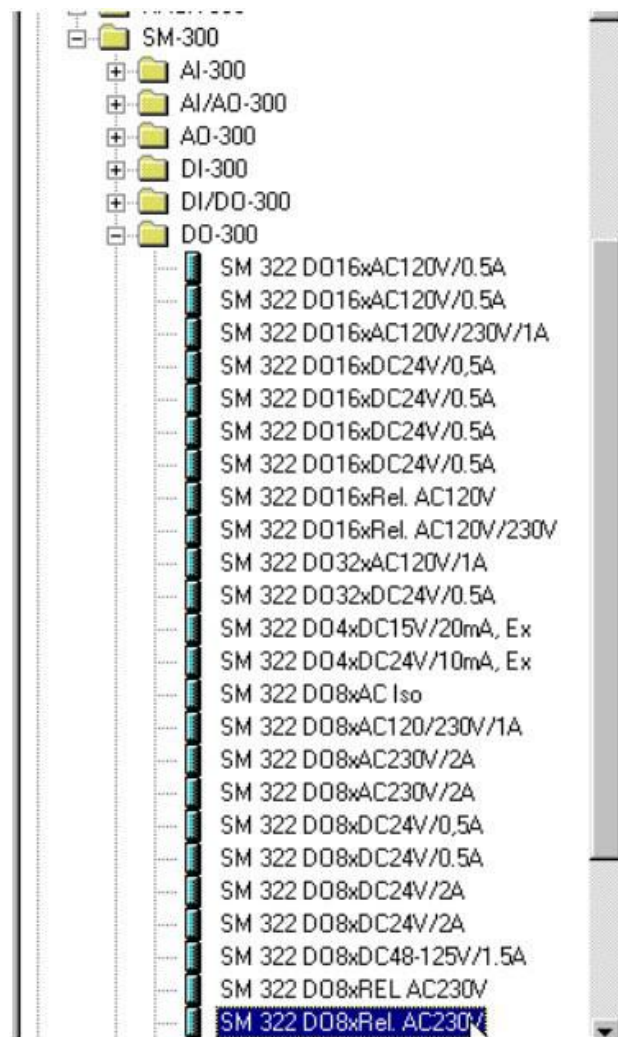 SM-300
AI-300
AI/AO-300
AO-300
DI-300
DI/DO-300
DO-300
SM 322 DO16xAC120V/0.5A
SM 322 DO16xAC120V/0.5A
SM 322 DO16xAC120V/230V/1A
SM 322 DO16xDC24V/0,5A
SM 322 DO16xDC24V/0.5A
SM 322 DO16xDC24V/0.5A
SM 322 DO16xDC24V/0.5A
SM 322 DO16xRel. AC120V
SM 322 DO16xRel. AC120V/230V
SM 322 DO32xAC120V/1A
SM 322 DO32xDC24V/0.5A
SM 322 DO4xDC15V/20mA, Ex
SM 322 DO4xDC24V/10mA, Ex
SM 322 DO8xAC Iso
SM 322 DO8xAC120/230V/1A
SM 322 DO8xAC230V/2A
SM 322 DO8xAC230V/2A
SM 322 DO8xDC24V/0,5A
SM 322 DO8xDC24V/0.5A
SM 322 DO8xDC24V/2A
SM 322 DO8xDC24V/2A
SM 322 DO8xDC48-125V/1.5A
SM 322 DO8xREL AC230V
SM 322 DO8xRel. AC230V